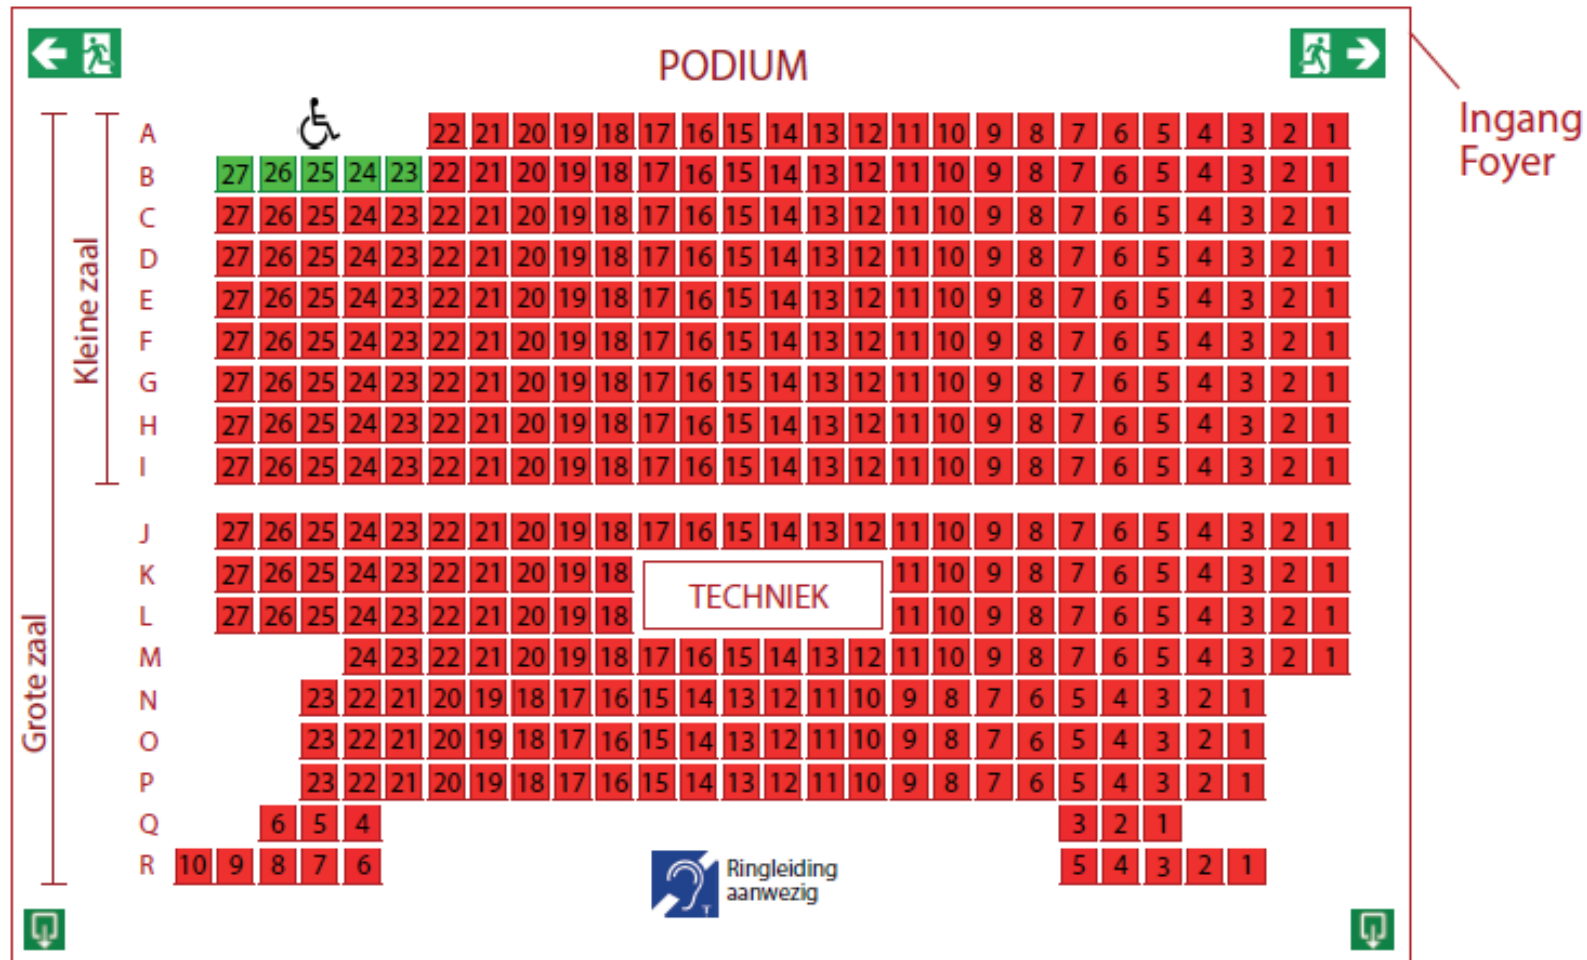 PODIUM
Ingang
Foyer
Kleine zaal
Grote zaal
A 22 21 20 19 18 17 16 15 14 13 12 11 10 9 8 7 6 5 4 3 2 1
B 27 26 25 24 23 22 21 20 19 18 17 16 15 14 13 12 11 10 9 8 7 6 5 4 3 2 1
C 27 26 25 24 23 22 21 20 19 18 17 16 15 14 13 12 11 10 9 8 7 6 5 4 3 2 1
D 27 26 25 24 23 22 21 20 19 18 17 16 15 14 13 12 11 10 9 8 7 6 5 4 3 2 1
E 27 26 25 24 23 22 21 20 19 18 17 16 15 14 13 12 11 10 9 8 7 6 5 4 3 2 1
F 27 26 25 24 23 22 21 20 19 18 17 16 15 14 13 12 11 10 9 8 7 6 5 4 3 2 1
G 27 26 25 24 23 22 21 20 19 18 17 16 15 14 13 12 11 10 9 8 7 6 5 4 3 2 1
H 27 26 25 24 23 22 21 20 19 18 17 16 15 14 13 12 11 10 9 8 7 6 5 4 3 2 1
I 27 26 25 24 23 22 21 20 19 18 17 16 15 14 13 12 11 10 9 8 7 6 5 4 3 2 1
J 27 26 25 24 23 22 21 20 19 18 17 16 15 14 13 12 11 10 9 8 7 6 5 4 3 2 1
K 27 26 25 24 23 22 21 20 19 18 11 10 9 8 7 6 5 4 3 2 1
TECHNIEK
L 27 26 25 24 23 22 21 20 19 18 11 10 9 8 7 6 5 4 3 2 1
M 24 23 22 21 20 19 18 17 16 15 14 13 12 11 10 9 8 7 6 5 4 3 2 1
N 23 22 21 20 19 18 17 16 15 14 13 12 11 10 9 8 7 6 5 4 3 2 1
O 23 22 21 20 19 18 17 16 15 14 13 12 11 10 9 8 7 6 5 4 3 2 1
P 23 22 21 20 19 18 17 16 15 14 13 12 11 10 9 8 7 6 5 4 3 2 1
Q 6 5 4 3 2 1
R 10 9 8 7 6 5 4 3 2 1
T
Ringleiding
aanwezig